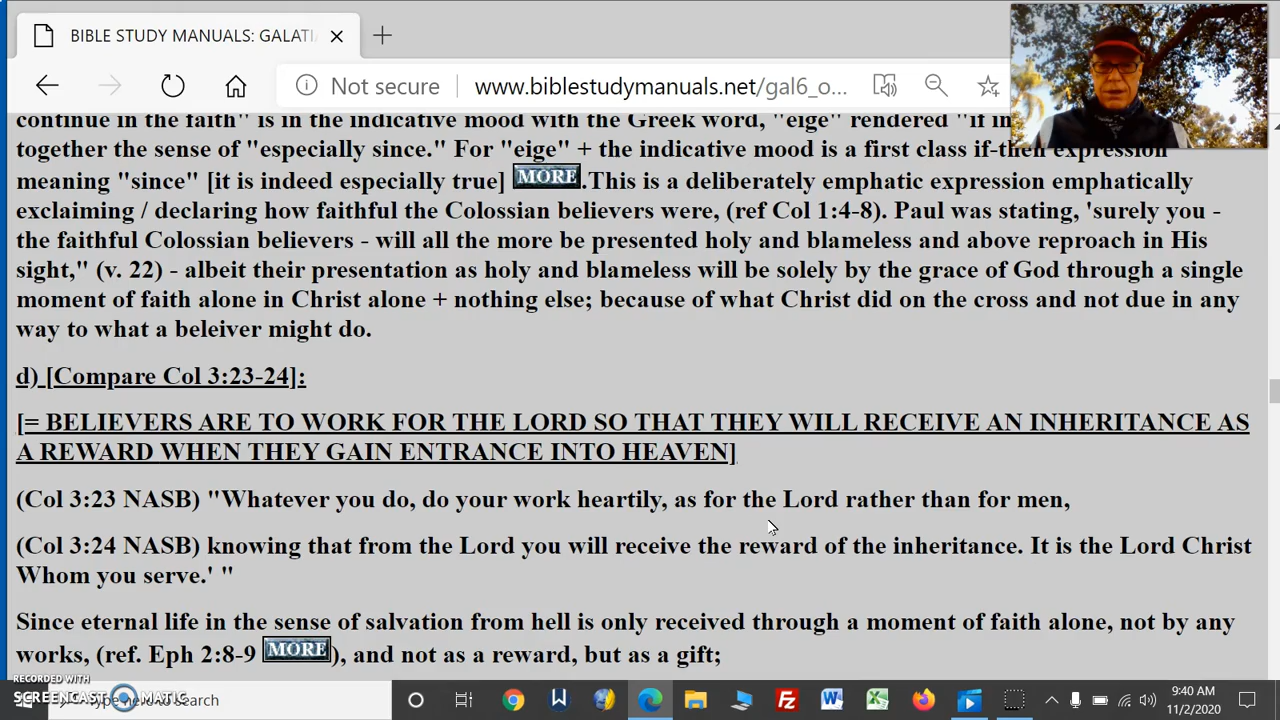 BIBLE STUDY MANUALS: GALATI
Not secure
www.biblestudymanuals.net/gal6_o...
continue in the faith" is in the indicative mood with the Greek word, "eige" rendered "if in
together the sense of "especially since." For "eige" + the indicative mood is a first class if-then expression
meaning "since" [it is indeed especially true] MORE.This is a deliberately emphatic expression emphatically
exclaiming / declaring how faithful the Colossian believers were, (ref Col 1:4-8). Paul was stating, 'surely you -
the faithful Colossian believers - will all the more be presented holy and blameless and above reproach in His
sight," (v. 22) - albeit their presentation as holy and blameless will be solely by the grace of God through a single
moment of faith alone in Christ alone + nothing else; because of what Christ did on the cross and not due in any
way to what a beleiver might do.
d) [Compare Col 3:23-24]:
[= BELIEVERS ARE TO WORK FOR THE LORD SO THAT THEY WILL RECEIVE AN INHERITANCE AS
A REWARD WHEN THEY GAIN ENTRANCE INTO HEAVEN]
(Col 3:23 NASB) "Whatever you do, do your work heartily, as for the Lord rather than for men,
(Col 3:24 NASB) knowing that from the Lord you will receive the reward of the inheritance. It is the Lord Christ
Whom you serve.' "
Since eternal life in the sense of salvation from hell is only received through a moment of faith alone, not by any
works, (ref. Eph 2:8-9 MORE), and not as a reward, but as a gift;
RECORDED WITH
SCREENCAST MATIC
Type here to search
9:40 AM
11/2/2020